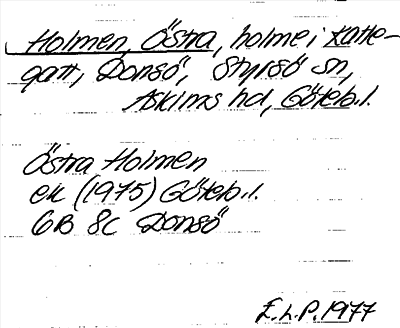 Holmen, Östra, holme i Katte-
gatt, Donsö, Styrsö sn,
Askims hd, Göteb.l.
Östra Holmen
ek (1975) Göteb.l.
6B 8C Donsö
E.L.P. 1977